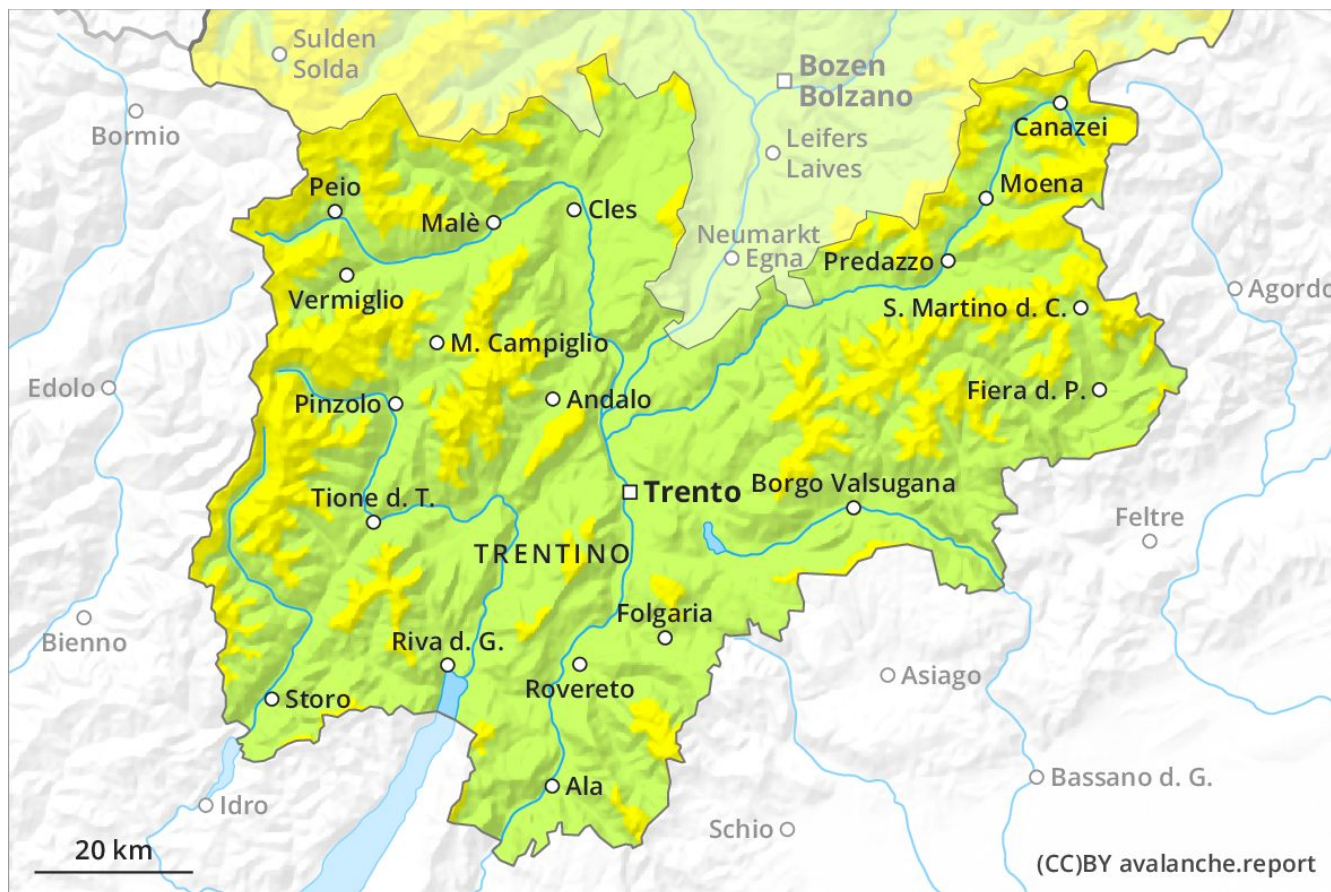 Sulden
Solda
Bozen
Bolzano
Bormio
Canazei
Leifers
Laives
Peio
Moena
Malè
Cles
Neumarkt
Egna
Predazzo
Vermiglio
Agordo
S. Martino d. C.
M. Campiglio
Edolo
Pinzolo
Andalo
Fiera d. P.
Trento
Borgo Valsugana
Tione d. T.
Feltre
TRENTINO
Folgaria
Bienno
Riva d. G.
Asiago
Rovereto
Storo
Bassano d. G.
Ala
Idro
Schio
20 km
(CC)BY avalanche.report